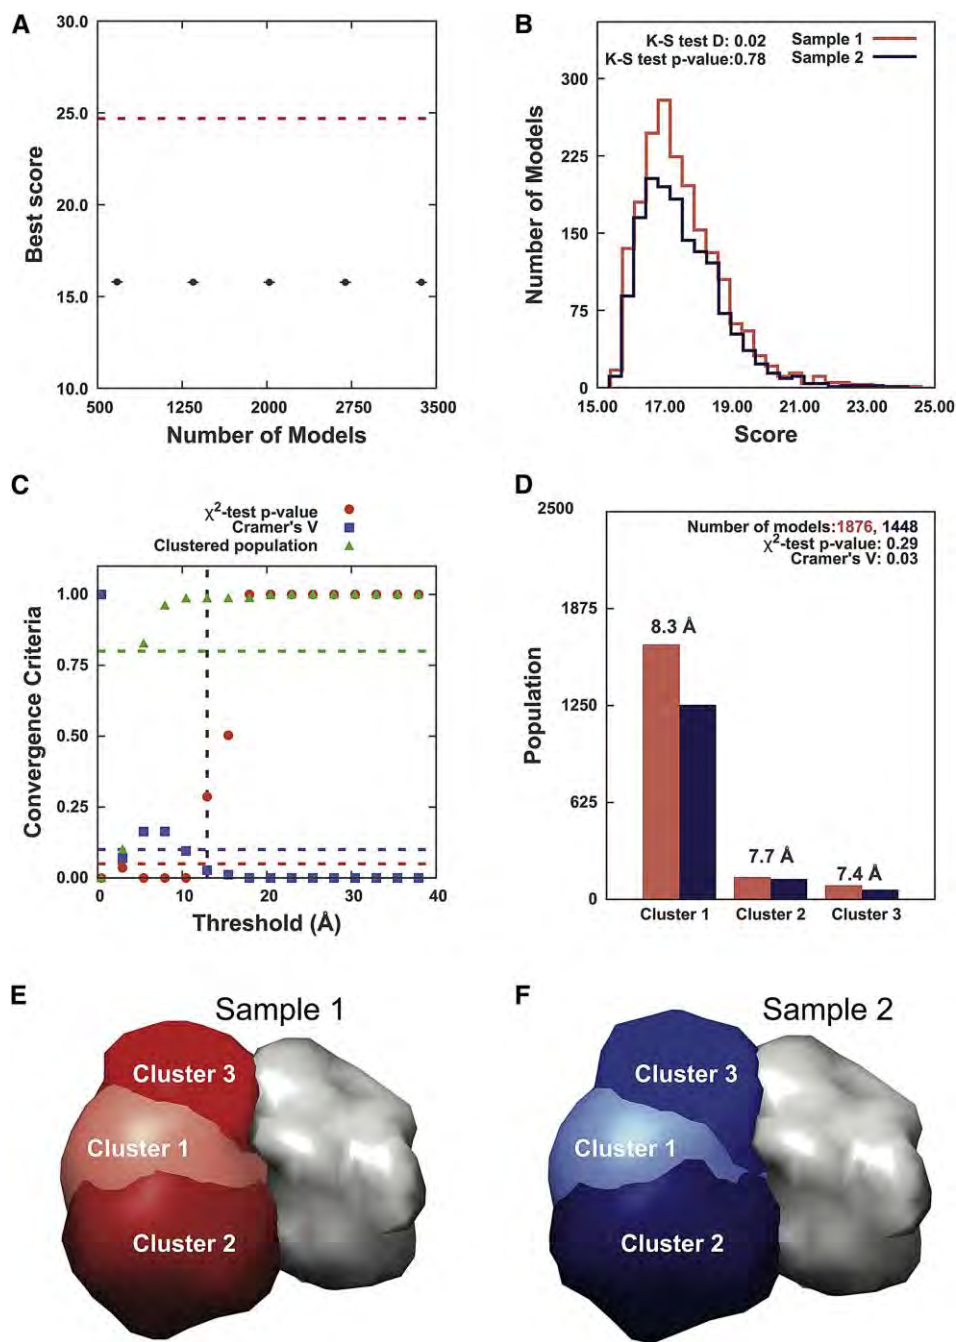 A
30.0
25.0
20.0
15.0
10.0
Best score
500 1250 2000 2750 3500
Number of Models
B
K-S test D: 0.02 Sample 1
K-S test p-value:0.78 Sample 2
300
225
150
75
0
Number of Models
15.00 17.00 19.00 21.00 23.00 25.00
Score
C
χ²-test p-value
Cramer's V
Clustered population
1.00
0.75
0.50
0.25
0.00
Convergence Criteria
0 10 20 30 40
Threshold (Å)
D
2500
1875
1250
625
0
Population
Number of models:1876, 1448
χ²-test p-value: 0.29
Cramer's V: 0.03
8.3 Å
7.7 Å
7.4 Å
Cluster 1 Cluster 2 Cluster 3
E
Sample 1
Cluster 3
Cluster 1
Cluster 2
F
Sample 2
Cluster 3
Cluster 1
Cluster 2